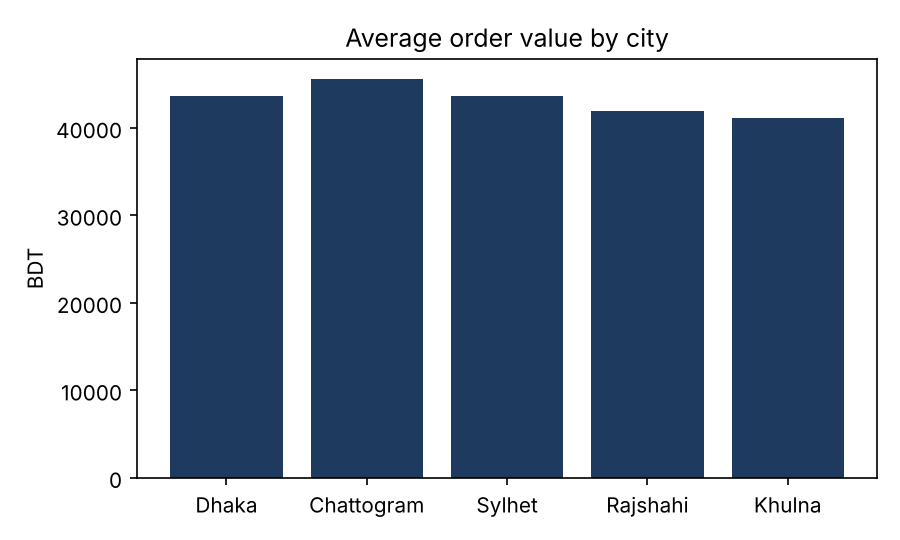 Average order value by city
BDT
40000
30000
20000
10000
0
Dhaka Chattogram Sylhet Rajshahi Khulna